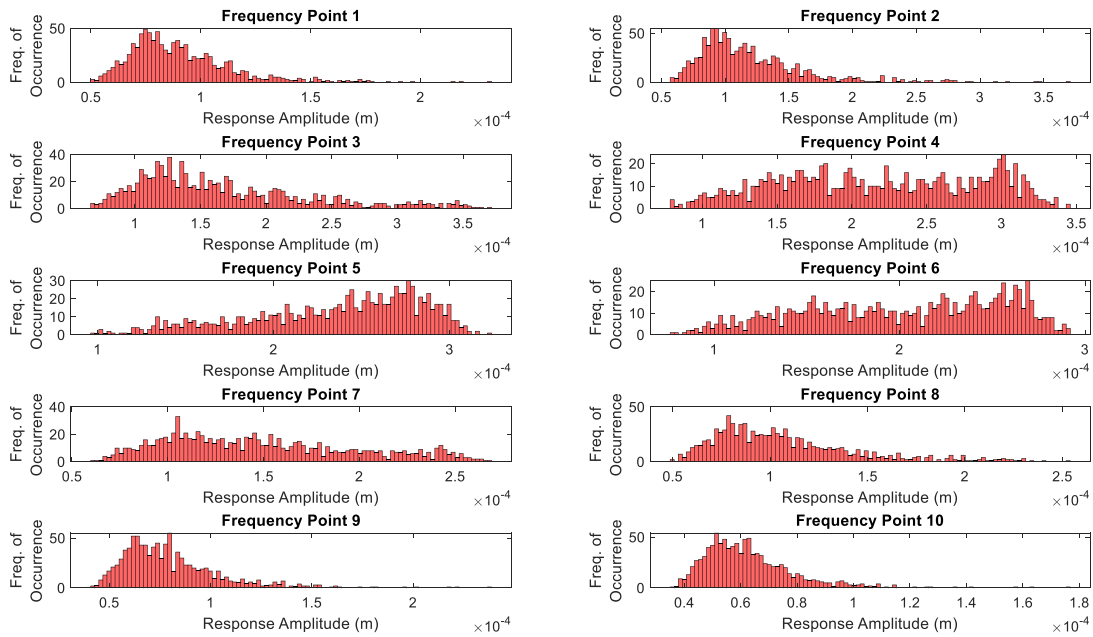 Frequency Point 1
50
0
Freq. of
Occurrence
0.5 1 1.5 2
Response Amplitude (m)
×10-4
Frequency Point 2
50
0
Freq. of
Occurrence
0.5 1 1.5 2 2.5 3 3.5
Response Amplitude (m)
×10-4
Frequency Point 3
40
20
0
Freq. of
Occurrence
1 1.5 2 2.5 3 3.5
Response Amplitude (m)
×10-4
Frequency Point 4
20
10
0
Freq. of
Occurrence
1 1.5 2 2.5 3 3.5
Response Amplitude (m)
×10-4
Frequency Point 5
30
20
10
0
Freq. of
Occurrence
1 2 3
Response Amplitude (m)
×10-4
Frequency Point 6
20
10
0
Freq. of
Occurrence
1 2 3
Response Amplitude (m)
×10-4
Frequency Point 7
40
20
0
Freq. of
Occurrence
0.5 1 1.5 2 2.5
Response Amplitude (m)
×10-4
Frequency Point 8
50
0
Freq. of
Occurrence
0.5 1 1.5 2 2.5
Response Amplitude (m)
×10-4
Frequency Point 9
50
0
Freq. of
Occurrence
0.5 1 1.5 2
Response Amplitude (m)
×10-4
Frequency Point 10
50
0
Freq. of
Occurrence
0.4 0.6 0.8 1 1.2 1.4 1.6 1.8
Response Amplitude (m)
×10-4